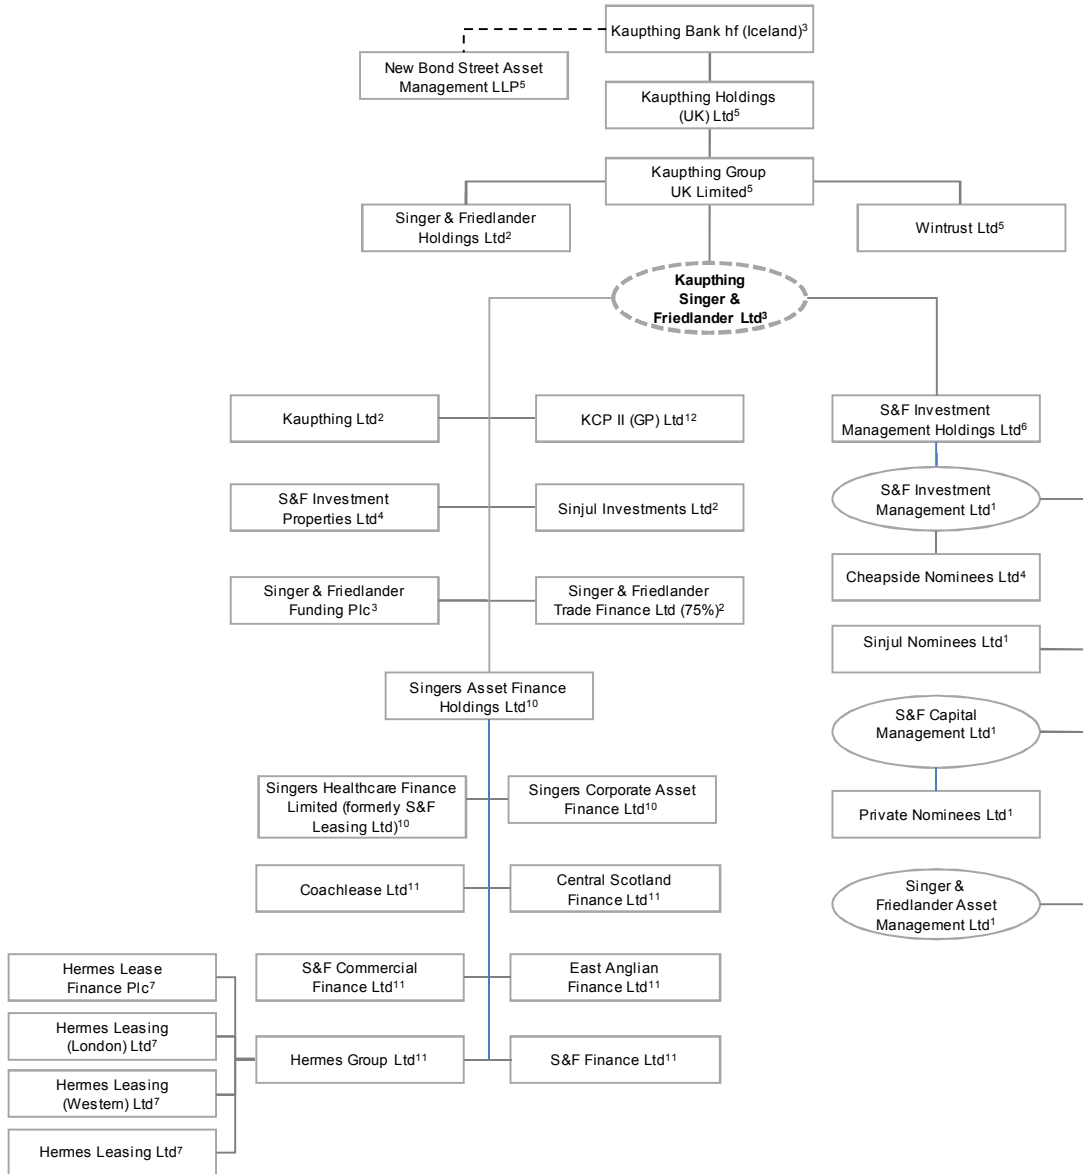 Kaupthing Bank hf (Iceland)³
New Bond Street Asset
Management LLP⁵
Kaupthing Holdings
(UK) Ltd⁵
Kaupthing Group
UK Limited⁵
Singer & Friedlander
Holdings Ltd²
Wintrust Ltd⁵
Kaupthing
Singer &
Friedlander Ltd³
Kaupthing Ltd²
KCP II (GP) Ltd¹²
S&F Investment
Management Holdings Ltd⁶
S&F Investment
Properties Ltd⁴
Sinjul Investments Ltd²
S&F Investment
Management Ltd¹
Singer & Friedlander
Funding Plc³
Singer & Friedlander
Trade Finance Ltd (75%)²
Cheapside Nominees Ltd⁴
Sinjul Nominees Ltd¹
Singers Asset Finance
Holdings Ltd¹⁰
S&F Capital
Management Ltd¹
Singers Healthcare Finance
Limited (formerly S&F
Leasing Ltd)¹⁰
Singers Corporate Asset
Finance Ltd¹⁰
Private Nominees Ltd¹
Coachlease Ltd¹¹
Central Scotland
Finance Ltd¹¹
Singer &
Friedlander Asset
Management Ltd¹
Hermes Lease
Finance Plc⁷
S&F Commercial
Finance Ltd¹¹
East Anglian
Finance Ltd¹¹
Hermes Leasing
(London) Ltd⁷
Hermes Group Ltd¹¹
S&F Finance Ltd¹¹
Hermes Leasing
(Western) Ltd⁷
Hermes Leasing Ltd⁷